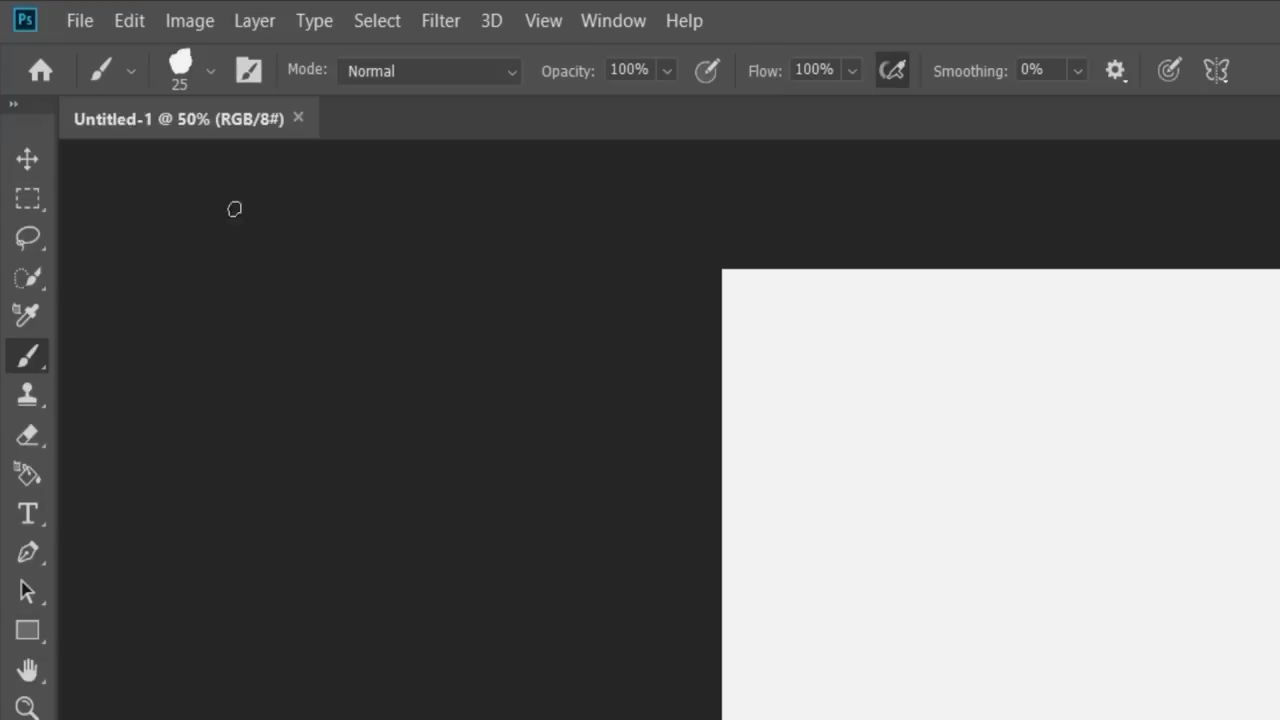 Ps File Edit Image Layer Type Select Filter 3D View Window Help
25 Mode: Normal Opacity: 100% Flow: 100% Smoothing: 0%
Untitled-1 @ 50% (RGB/8#) ×
T